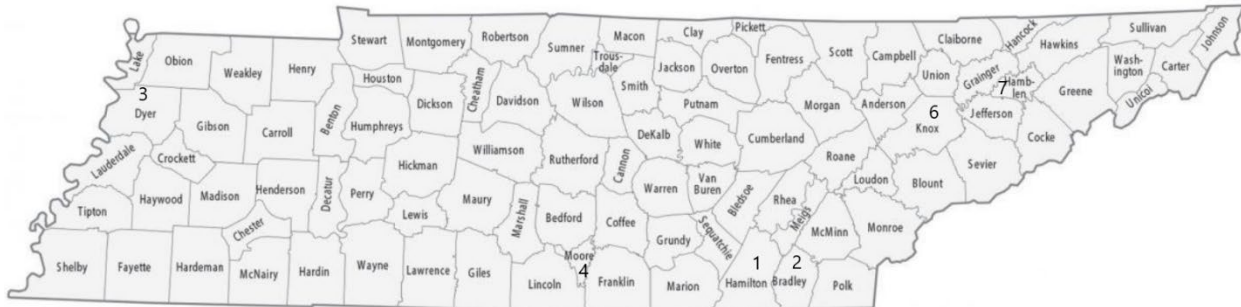 Stewart
Montgomery
Robertson
Sumner
Macon
Clay
Pickett
Scott
Campbell
Claiborne
Hancock
Hawkins
Sullivan
Johnson
Lake
Obion
Weakley
Henry
Houston
Trous-
dale
Jackson
Overton
Fentress
Union
Grainger
7
Hamb-
len
Greene
Wash-
ington
Carter
Unicoi
3
Dyer
Gibson
Carroll
Benton
Humphreys
Dickson
Cheatham
Davidson
Wilson
Smith
Putnam
Morgan
Anderson
6
Knox
Jefferson
Cocke
Lauderdale
Crockett
Hickman
Williamson
Rutherford
Cannon
DeKalb
White
Cumberland
Roane
Loudon
Blount
Sevier
Tipton
Haywood
Madison
Henderson
Decatur
Perry
Lewis
Maury
Marshall
Bedford
Coffee
Warren
Van
Buren
Bledsoe
Rhea
Meigs
McMinn
Monroe
Shelby
Fayette
Hardeman
Chester
McNairy
Hardin
Wayne
Lawrence
Giles
Lincoln
Moore
4
Franklin
Grundy
Marion
Sequatchie
1
Hamilton
2
Bradley
Polk